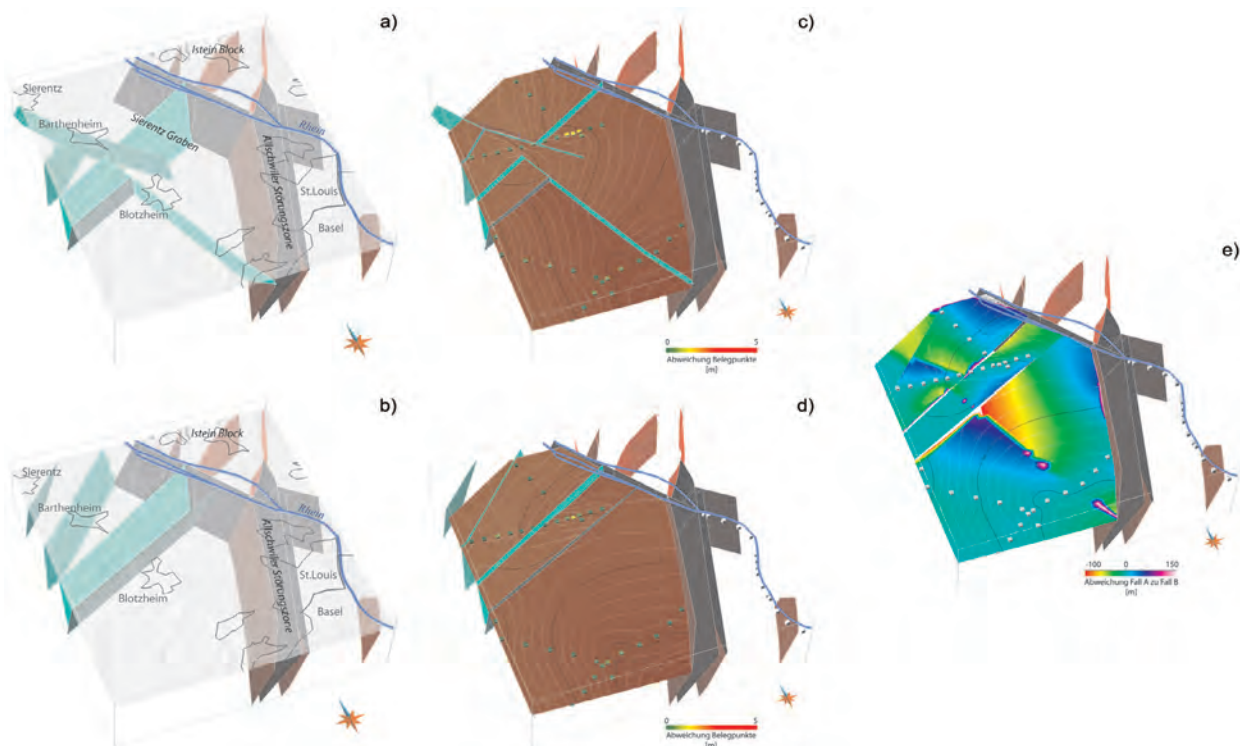 a)
Istein Block
Sierentz
Barthenheim
Sierentz Graben
Rhein
Allschwiler Störungszone
St.Louis
Blotzheim
Basel
c)
0 5
Abweichung Belegpunkte
[m]
b)
Istein Block
Sierentz
Barthenheim
Rhein
Allschwiler Störungszone
St.Louis
Blotzheim
Basel
d)
0 5
Abweichung Belegpunkte
[m]
e)
-100 0 150
Abweichung Fall A zu Fall B
[m]